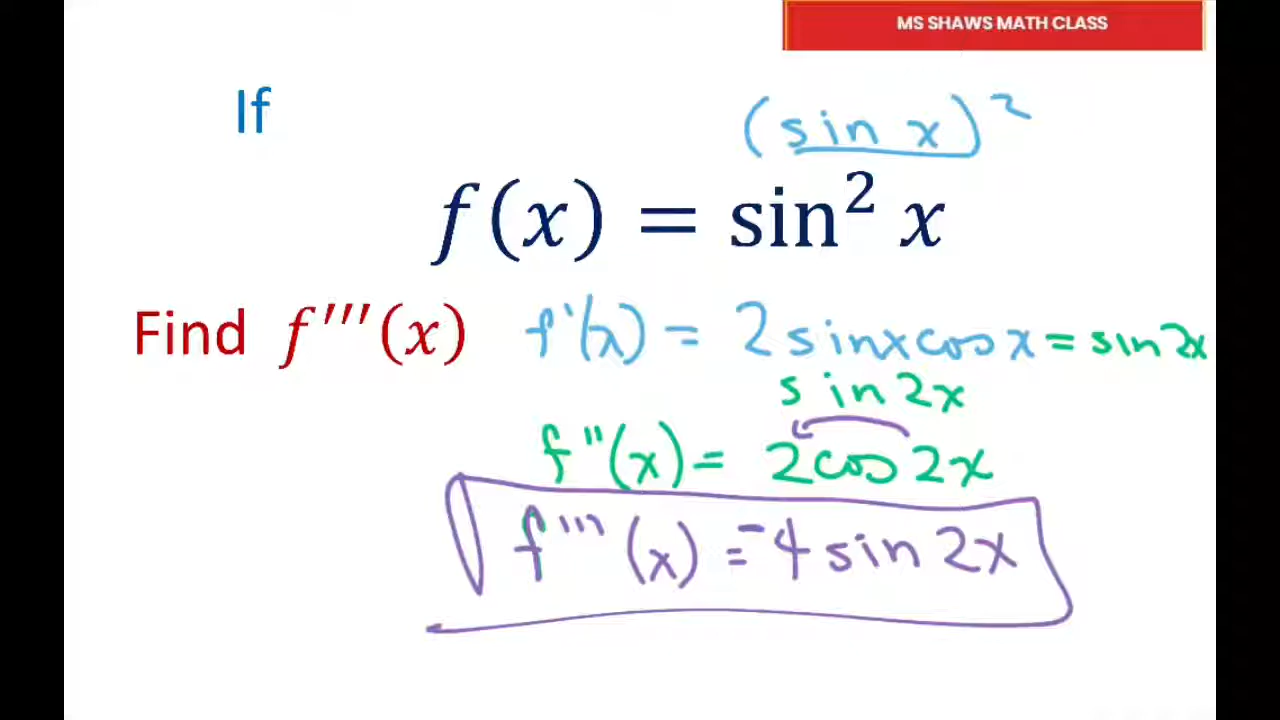 MS SHAWS MATH CLASS
If
(sin x)²
f(x) = sin² x
Find f′′′(x) f'(x) = 2 sinx cos x = sin 2x
sin 2x
f''(x) = 2cos 2x
f'''(x) = -4 sin 2x